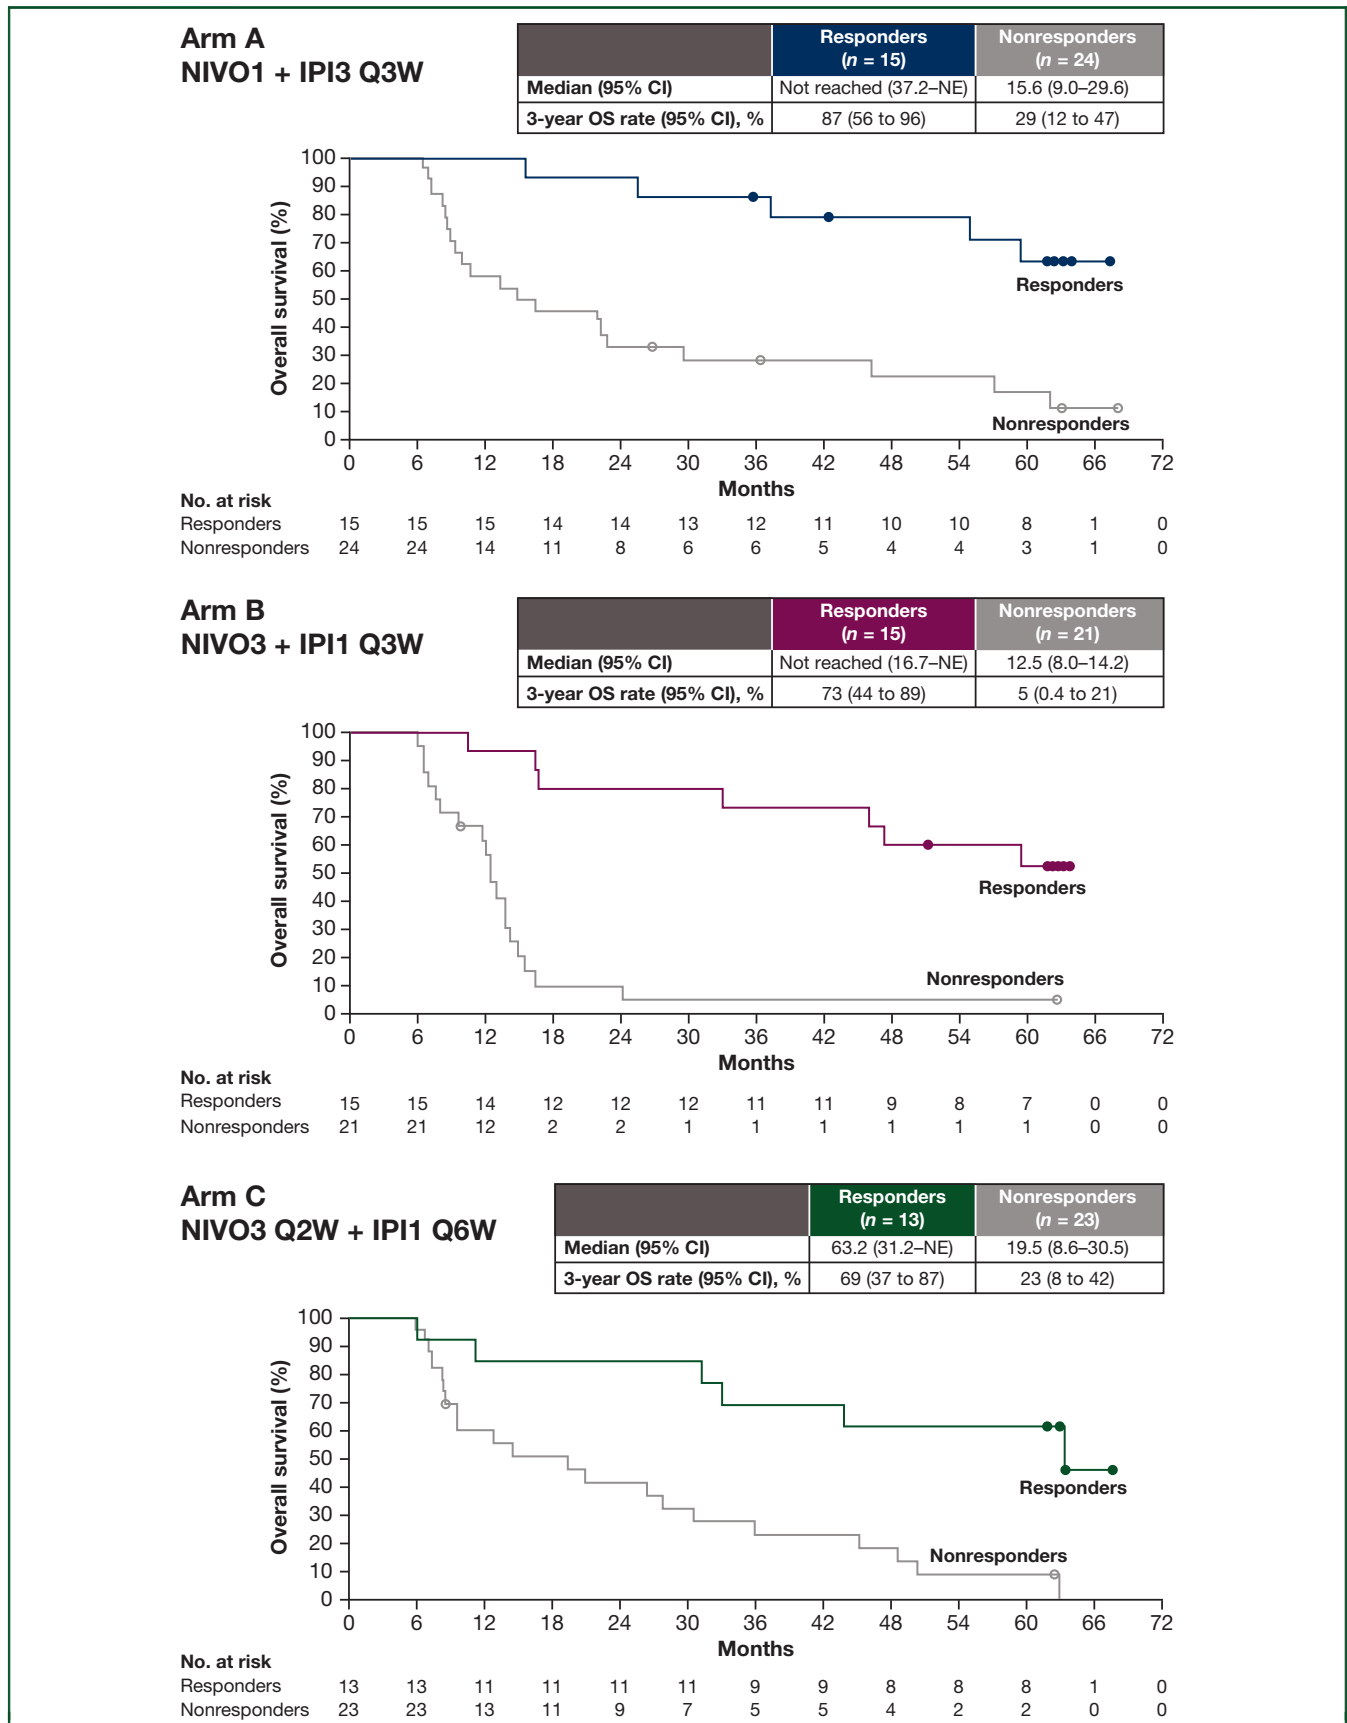 Arm A
NIVO1 + IPI3 Q3W
Responders
(n = 15)
Nonresponders
(n = 24)
Median (95% CI)
Not reached (37.2–NE)
15.6 (9.0–29.6)
3-year OS rate (95% CI), %
87 (56 to 96)
29 (12 to 47)
Overall survival (%)
100
90
80
70
60
50
40
30
20
10
0
Responders
Nonresponders
0 6 12 18 24 30 36 42 48 54 60 66 72
Months
No. at risk
Responders 15 15 15 14 14 13 12 11 10 10 8 1 0
Nonresponders 24 24 14 11 8 6 6 5 4 4 3 1 0
Arm B
NIVO3 + IPI1 Q3W
Responders
(n = 15)
Nonresponders
(n = 21)
Median (95% CI)
Not reached (16.7–NE)
12.5 (8.0–14.2)
3-year OS rate (95% CI), %
73 (44 to 89)
5 (0.4 to 21)
Overall survival (%)
100
90
80
70
60
50
40
30
20
10
0
Responders
Nonresponders
0 6 12 18 24 30 36 42 48 54 60 66 72
Months
No. at risk
Responders 15 15 14 12 12 12 11 11 9 8 7 0 0
Nonresponders 21 21 12 2 2 1 1 1 1 1 1 0 0
Arm C
NIVO3 Q2W + IPI1 Q6W
Responders
(n = 13)
Nonresponders
(n = 23)
Median (95% CI)
63.2 (31.2–NE)
19.5 (8.6–30.5)
3-year OS rate (95% CI), %
69 (37 to 87)
23 (8 to 42)
Overall survival (%)
100
90
80
70
60
50
40
30
20
10
0
Responders
Nonresponders
0 6 12 18 24 30 36 42 48 54 60 66 72
Months
No. at risk
Responders 13 13 11 11 11 11 9 9 8 8 8 1 0
Nonresponders 23 23 13 11 9 7 5 5 4 2 2 0 0